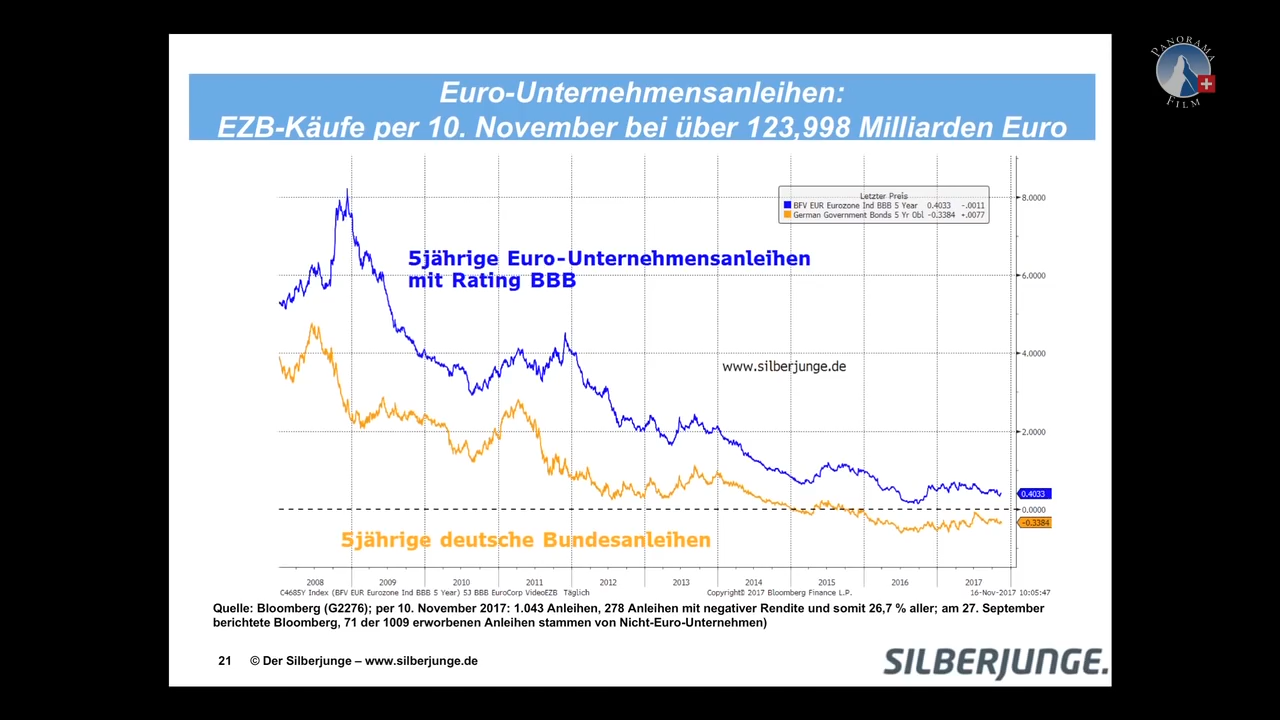 PANORAMA
FILM
Euro-Unternehmensanleihen:
EZB-Käufe per 10. November bei über 123,998 Milliarden Euro
Letzter Preis
BFV EUR Eurozone Ind BBB 5 Year 0.4033 -.0011
German Government Bonds 5 Yr Obl -0.3384 +.0077
8.0000
5jährige Euro-Unternehmensanleihen
mit Rating BBB
6.0000
4.0000
www.silberjunge.de
2.0000
0.4033
0.0000
-0.3384
5jährige deutsche Bundesanleihen
2008 2009 2010 2011 2012 2013 2014 2015 2016 2017
C4685Y Index (BFV EUR Eurozone Ind BBB 5 Year) 5J BBB EuroCorp VideoEZB Täglich Copyright© 2017 Bloomberg Finance L.P. 16-Nov-2017 10:05:47
Quelle: Bloomberg (G2276); per 10. November 2017: 1.043 Anleihen, 278 Anleihen mit negativer Rendite und somit 26,7 % aller; am 27. September
berichtete Bloomberg, 71 der 1009 erworbenen Anleihen stammen von Nicht-Euro-Unternehmen)
21 © Der Silberjunge – www.silberjunge.de
SILBERJUNGE.